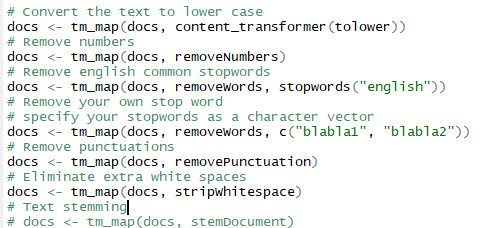 # Convert the text to lower case
docs <- tm_map(docs, content_transformer(tolower))
# Remove numbers
docs <- tm_map(docs, removeNumbers)
# Remove english common stopwords
docs <- tm_map(docs, removeWords, stopwords("english"))
# Remove your own stop word
# specify your stopwords as a character vector
docs <- tm_map(docs, removeWords, c("blabla1", "blabla2"))
# Remove punctuations
docs <- tm_map(docs, removePunctuation)
# Eliminate extra white spaces
docs <- tm_map(docs, stripWhitespace)
# Text stemming
# docs <- tm_map(docs, stemDocument)